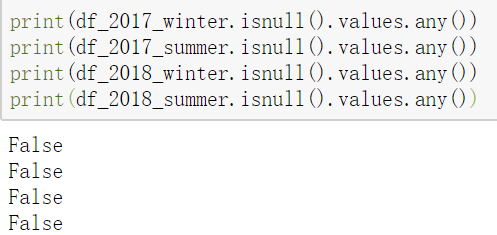 print(df_2017_winter.isnull().values.any())
print(df_2017_summer.isnull().values.any())
print(df_2018_winter.isnull().values.any())
print(df_2018_summer.isnull().values.any())
False
False
False
False